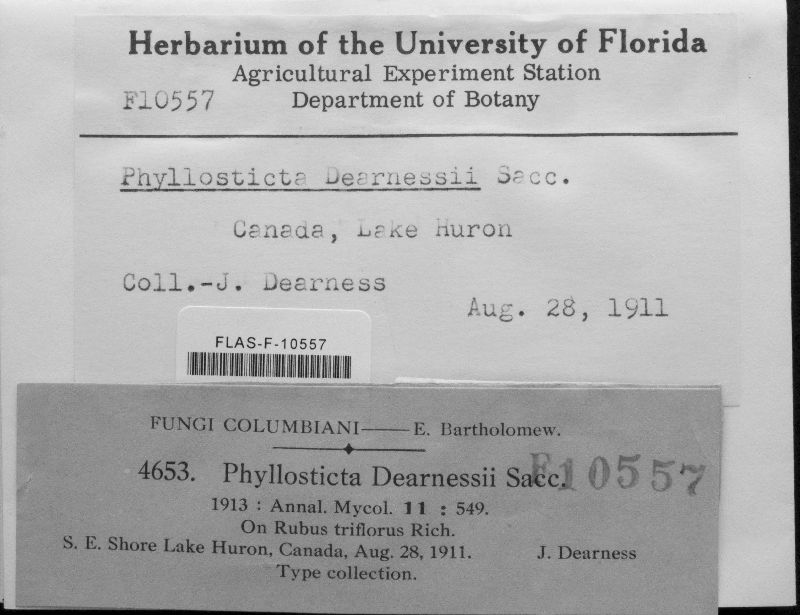 Herbarium of the University of Florida
Agricultural Experiment Station
F10557 Department of Botany
Phyllosticta Dearnessii Sacc.
Canada, Lake Huron
Coll.-J. Dearness
Aug. 28, 1911
FLAS-F-10557
FUNGI COLUMBIANI——E. Bartholomew.
4653. Phyllosticta Dearnessii Sacc. F10557
1913 : Annal. Mycol. 11 : 549.
On Rubus triflorus Rich.
S. E. Shore Lake Huron, Canada, Aug. 28, 1911. J. Dearness
Type collection.